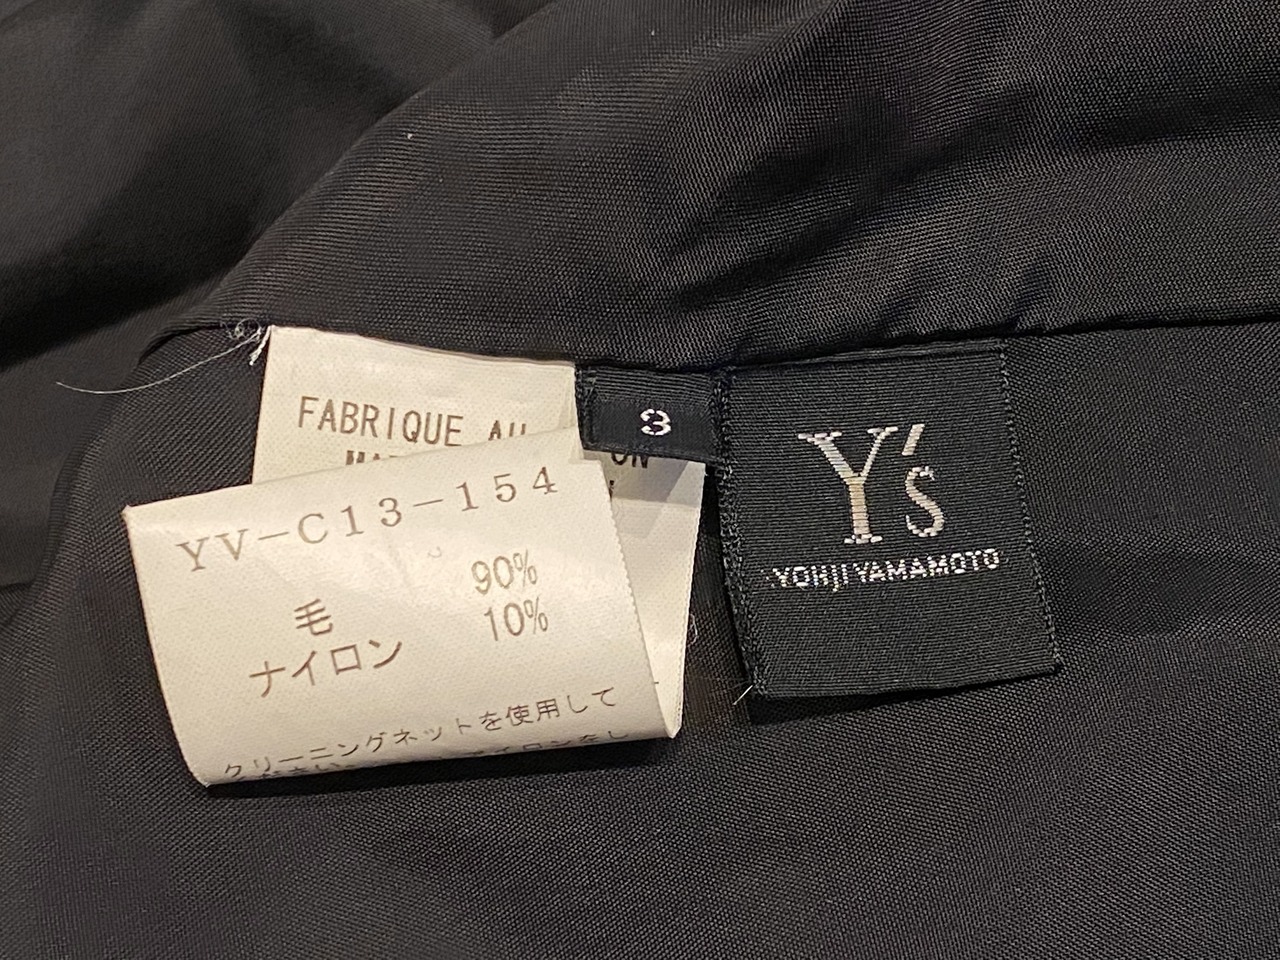 FABRIQUE AU
3
Y's
YOHJI YAMAMOTO
YV-C13-154
90%
毛 10%
ナイロン
クリーニングネットを使用して